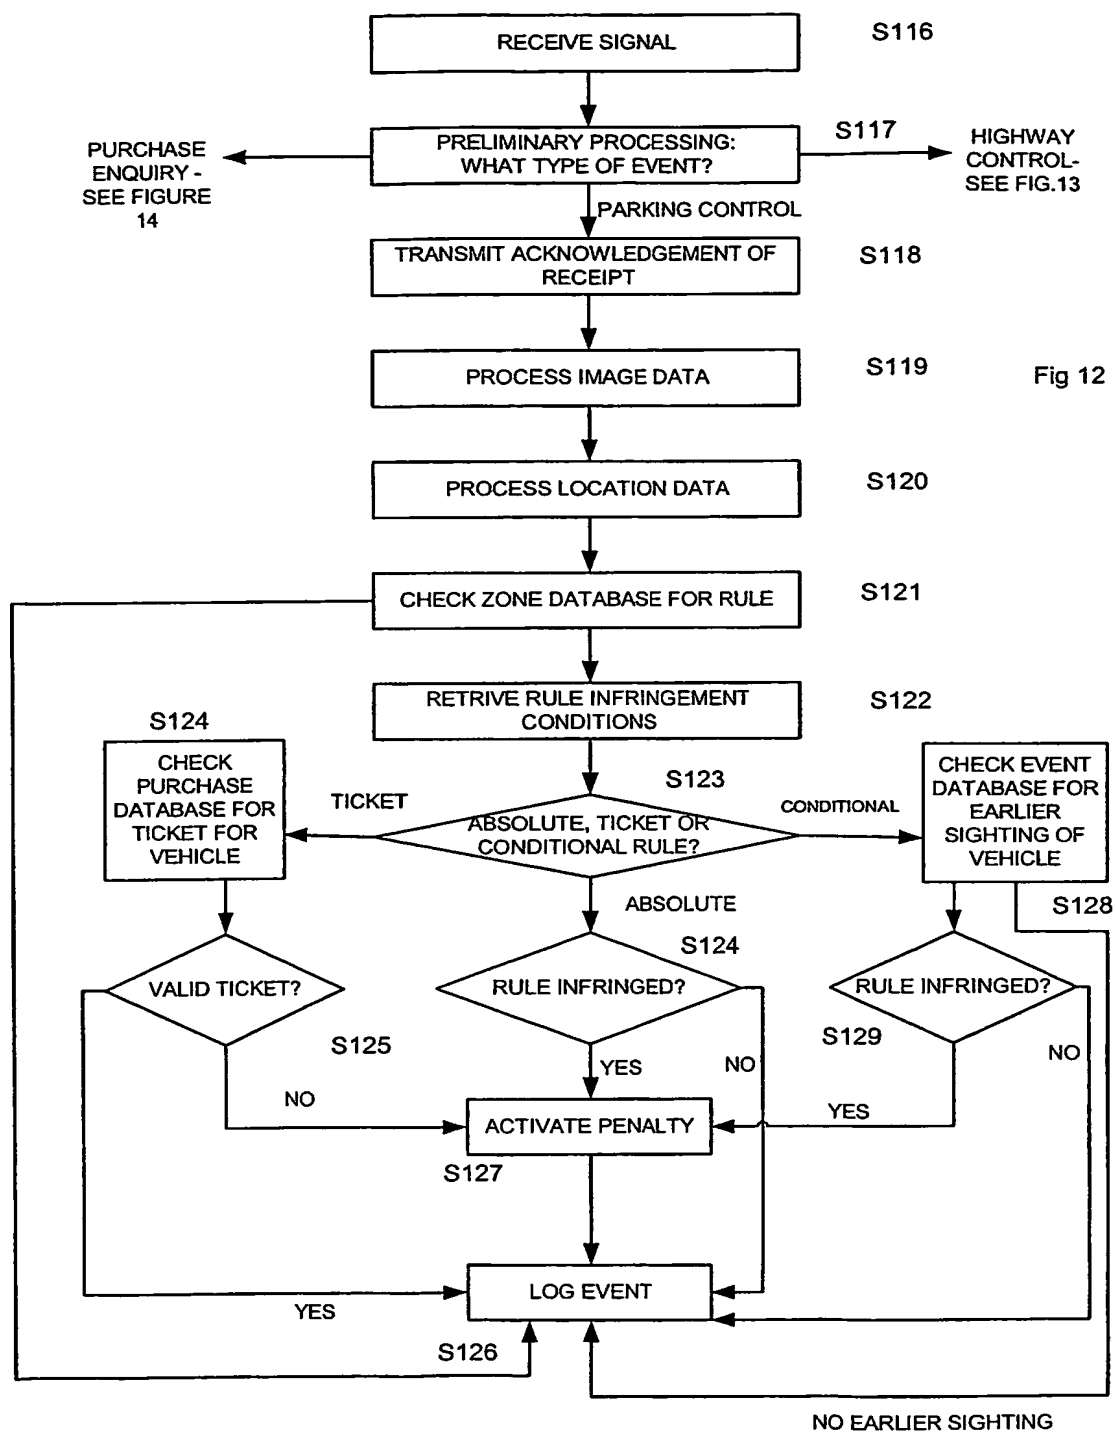 RECEIVE SIGNAL
S116
PRELIMINARY PROCESSING:
WHAT TYPE OF EVENT?
S117
PURCHASE
ENQUIRY -
SEE FIGURE
14
HIGHWAY
CONTROL-
SEE FIG.13
PARKING CONTROL
TRANSMIT ACKNOWLEDGEMENT OF
RECEIPT
S118
PROCESS IMAGE DATA
S119
Fig 12
PROCESS LOCATION DATA
S120
CHECK ZONE DATABASE FOR RULE
S121
RETRIVE RULE INFRINGEMENT
CONDITIONS
S122
S124
CHECK
PURCHASE
DATABASE FOR
TICKET FOR
VEHICLE
TICKET
S123
ABSOLUTE, TICKET OR
CONDITIONAL RULE?
CONDITIONAL
CHECK EVENT
DATABASE FOR
EARLIER
SIGHTING OF
VEHICLE
S128
ABSOLUTE
S124
VALID TICKET?
S125
RULE INFRINGED?
RULE INFRINGED?
S129
NO
YES
NO
NO
YES
ACTIVATE PENALTY
S127
LOG EVENT
YES
S126
NO EARLIER SIGHTING